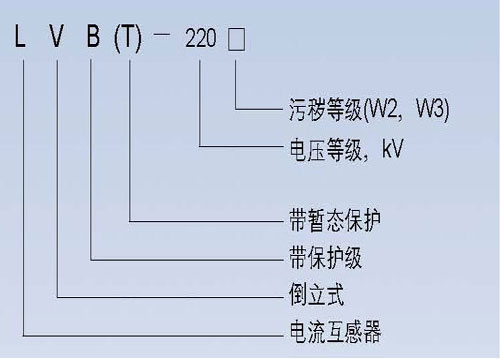 L V B (T) — 220 □
污秽等级(W2，W3)
电压等级，kV
带暂态保护
带保护级
倒立式
电流互感器